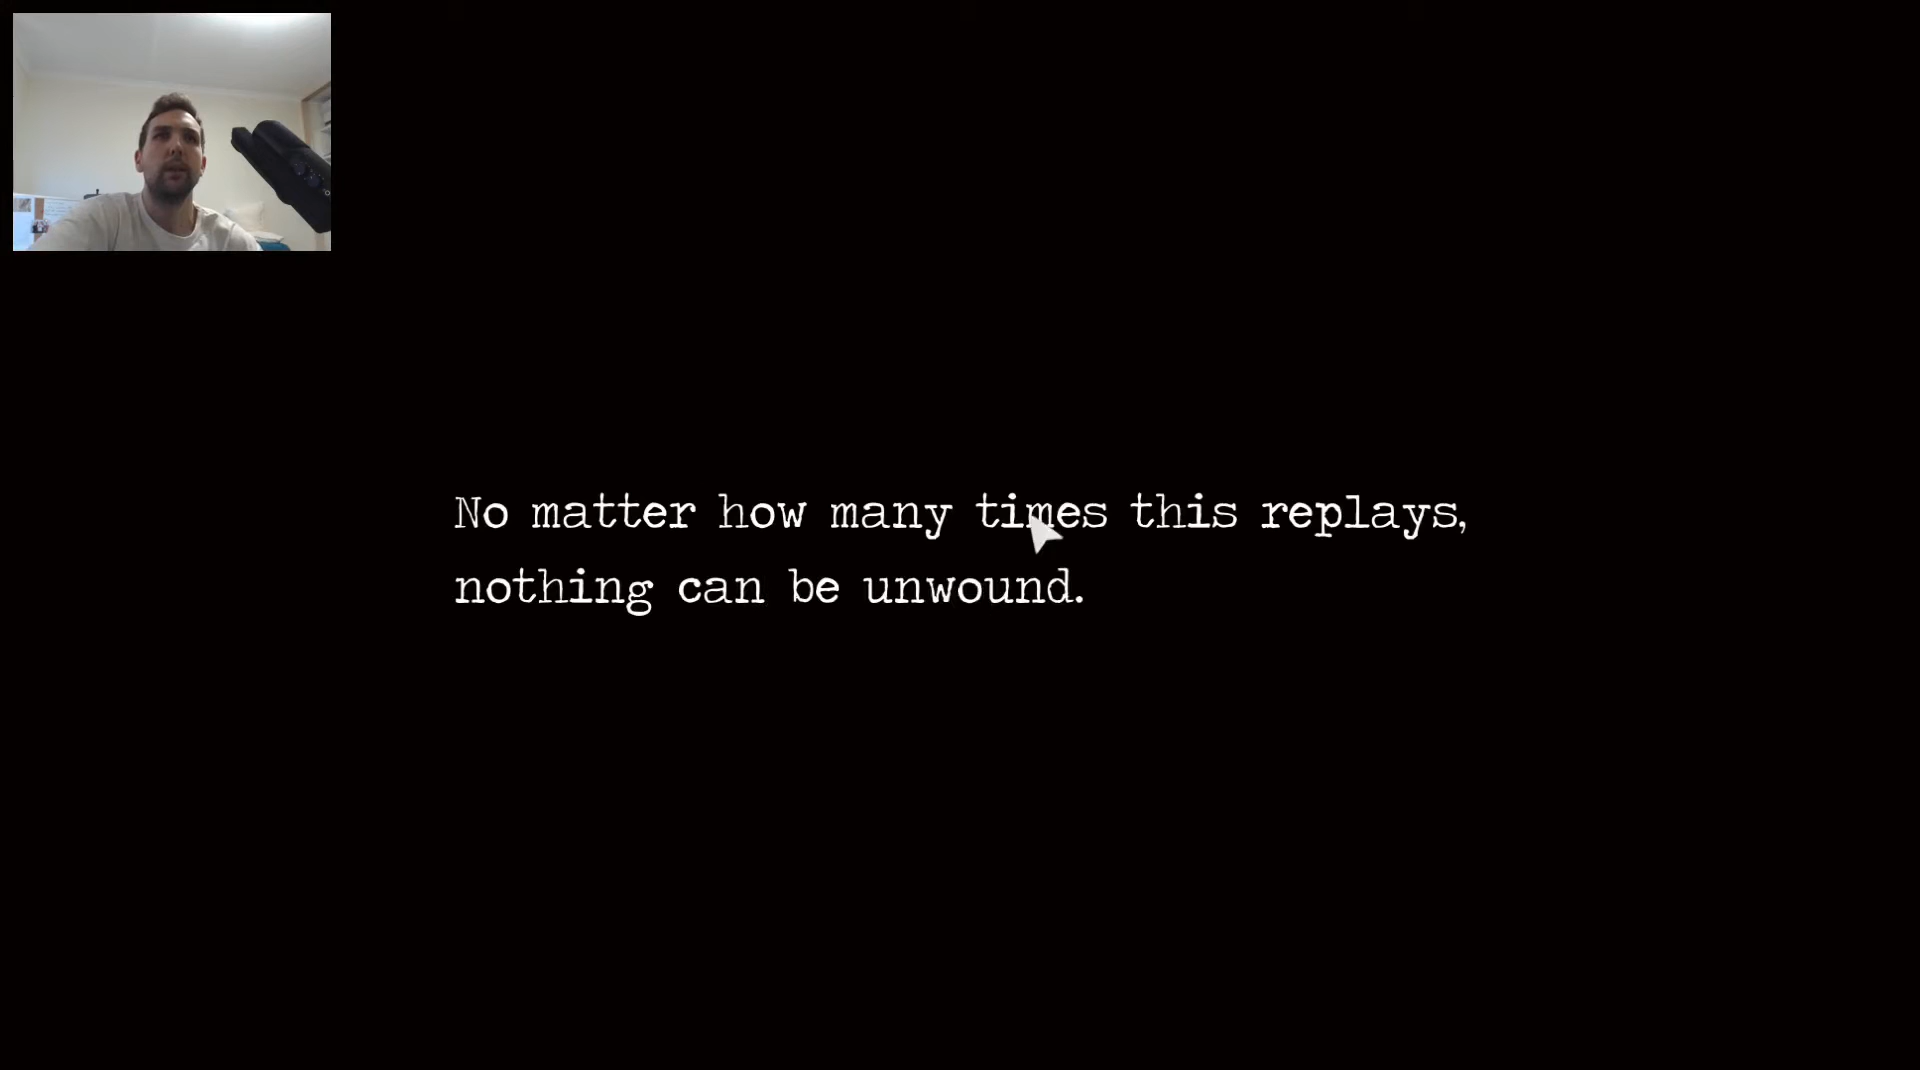 No matter how many times this replays,
nothing can be unwound.